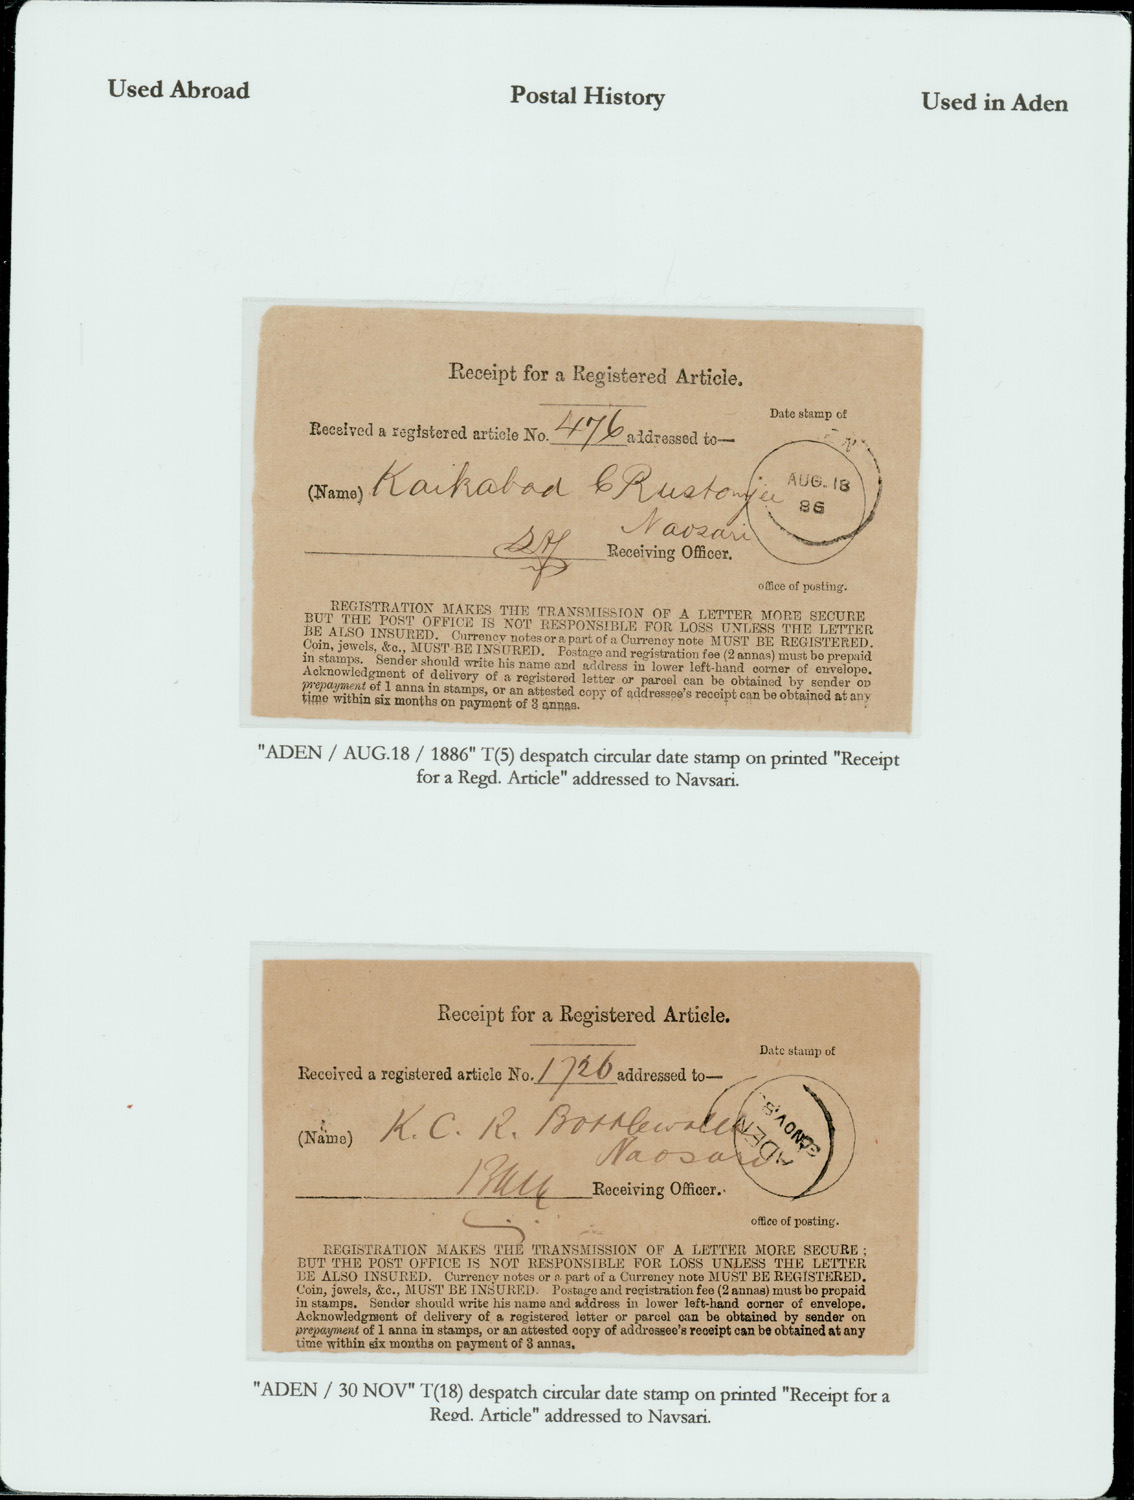 Used Abroad
Postal History
Used in Aden
Receipt for a Registered Article.
Date stamp of
Received a registered article No. 476 addressed to—
AUG. 18
86
(Name) Kaikabad C Rustomjee
Naosari
Receiving Officer.
office of posting.
REGISTRATION MAKES THE TRANSMISSION OF A LETTER MORE SECURE
BUT THE POST OFFICE IS NOT RESPONSIBLE FOR LOSS UNLESS THE LETTER
BE ALSO INSURED. Currency notes or a part of a Currency note MUST BE REGISTERED.
Coin, jewels, &c., MUST BE INSURED. Postage and registration fee (2 annas) must be prepaid
in stamps. Sender should write his name and address in lower left-hand corner of envelope.
Acknowledgment of delivery of a registered letter or parcel can be obtained by sender on
prepayment of 1 anna in stamps, or an attested copy of addressee's receipt can be obtained at any
time within six months on payment of 3 annas.
"ADEN / AUG.18 / 1886" T(5) despatch circular date stamp on printed "Receipt
for a Regd. Article" addressed to Navsari.
Receipt for a Registered Article.
Date stamp of
Received a registered article No. 1726 addressed to—
ADEN
NOV
(Name) K. C. R. Bottlewalla
Naosari
Receiving Officer.
office of posting.
REGISTRATION MAKES THE TRANSMISSION OF A LETTER MORE SECURE ;
BUT THE POST OFFICE IS NOT RESPONSIBLE FOR LOSS UNLESS THE LETTER
BE ALSO INSURED. Currency notes or a part of a Currency note MUST BE REGISTERED.
Coin, jewels, &c., MUST BE INSURED. Postage and registration fee (2 annas) must be prepaid
in stamps. Sender should write his name and address in lower left-hand corner of envelope.
Acknowledgment of delivery of a registered letter or parcel can be obtained by sender on
prepayment of 1 anna in stamps, or an attested copy of addressee's receipt can be obtained at any
time within six months on payment of 3 annas.
"ADEN / 30 NOV" T(18) despatch circular date stamp on printed "Receipt for a
Regd. Article" addressed to Navsari.